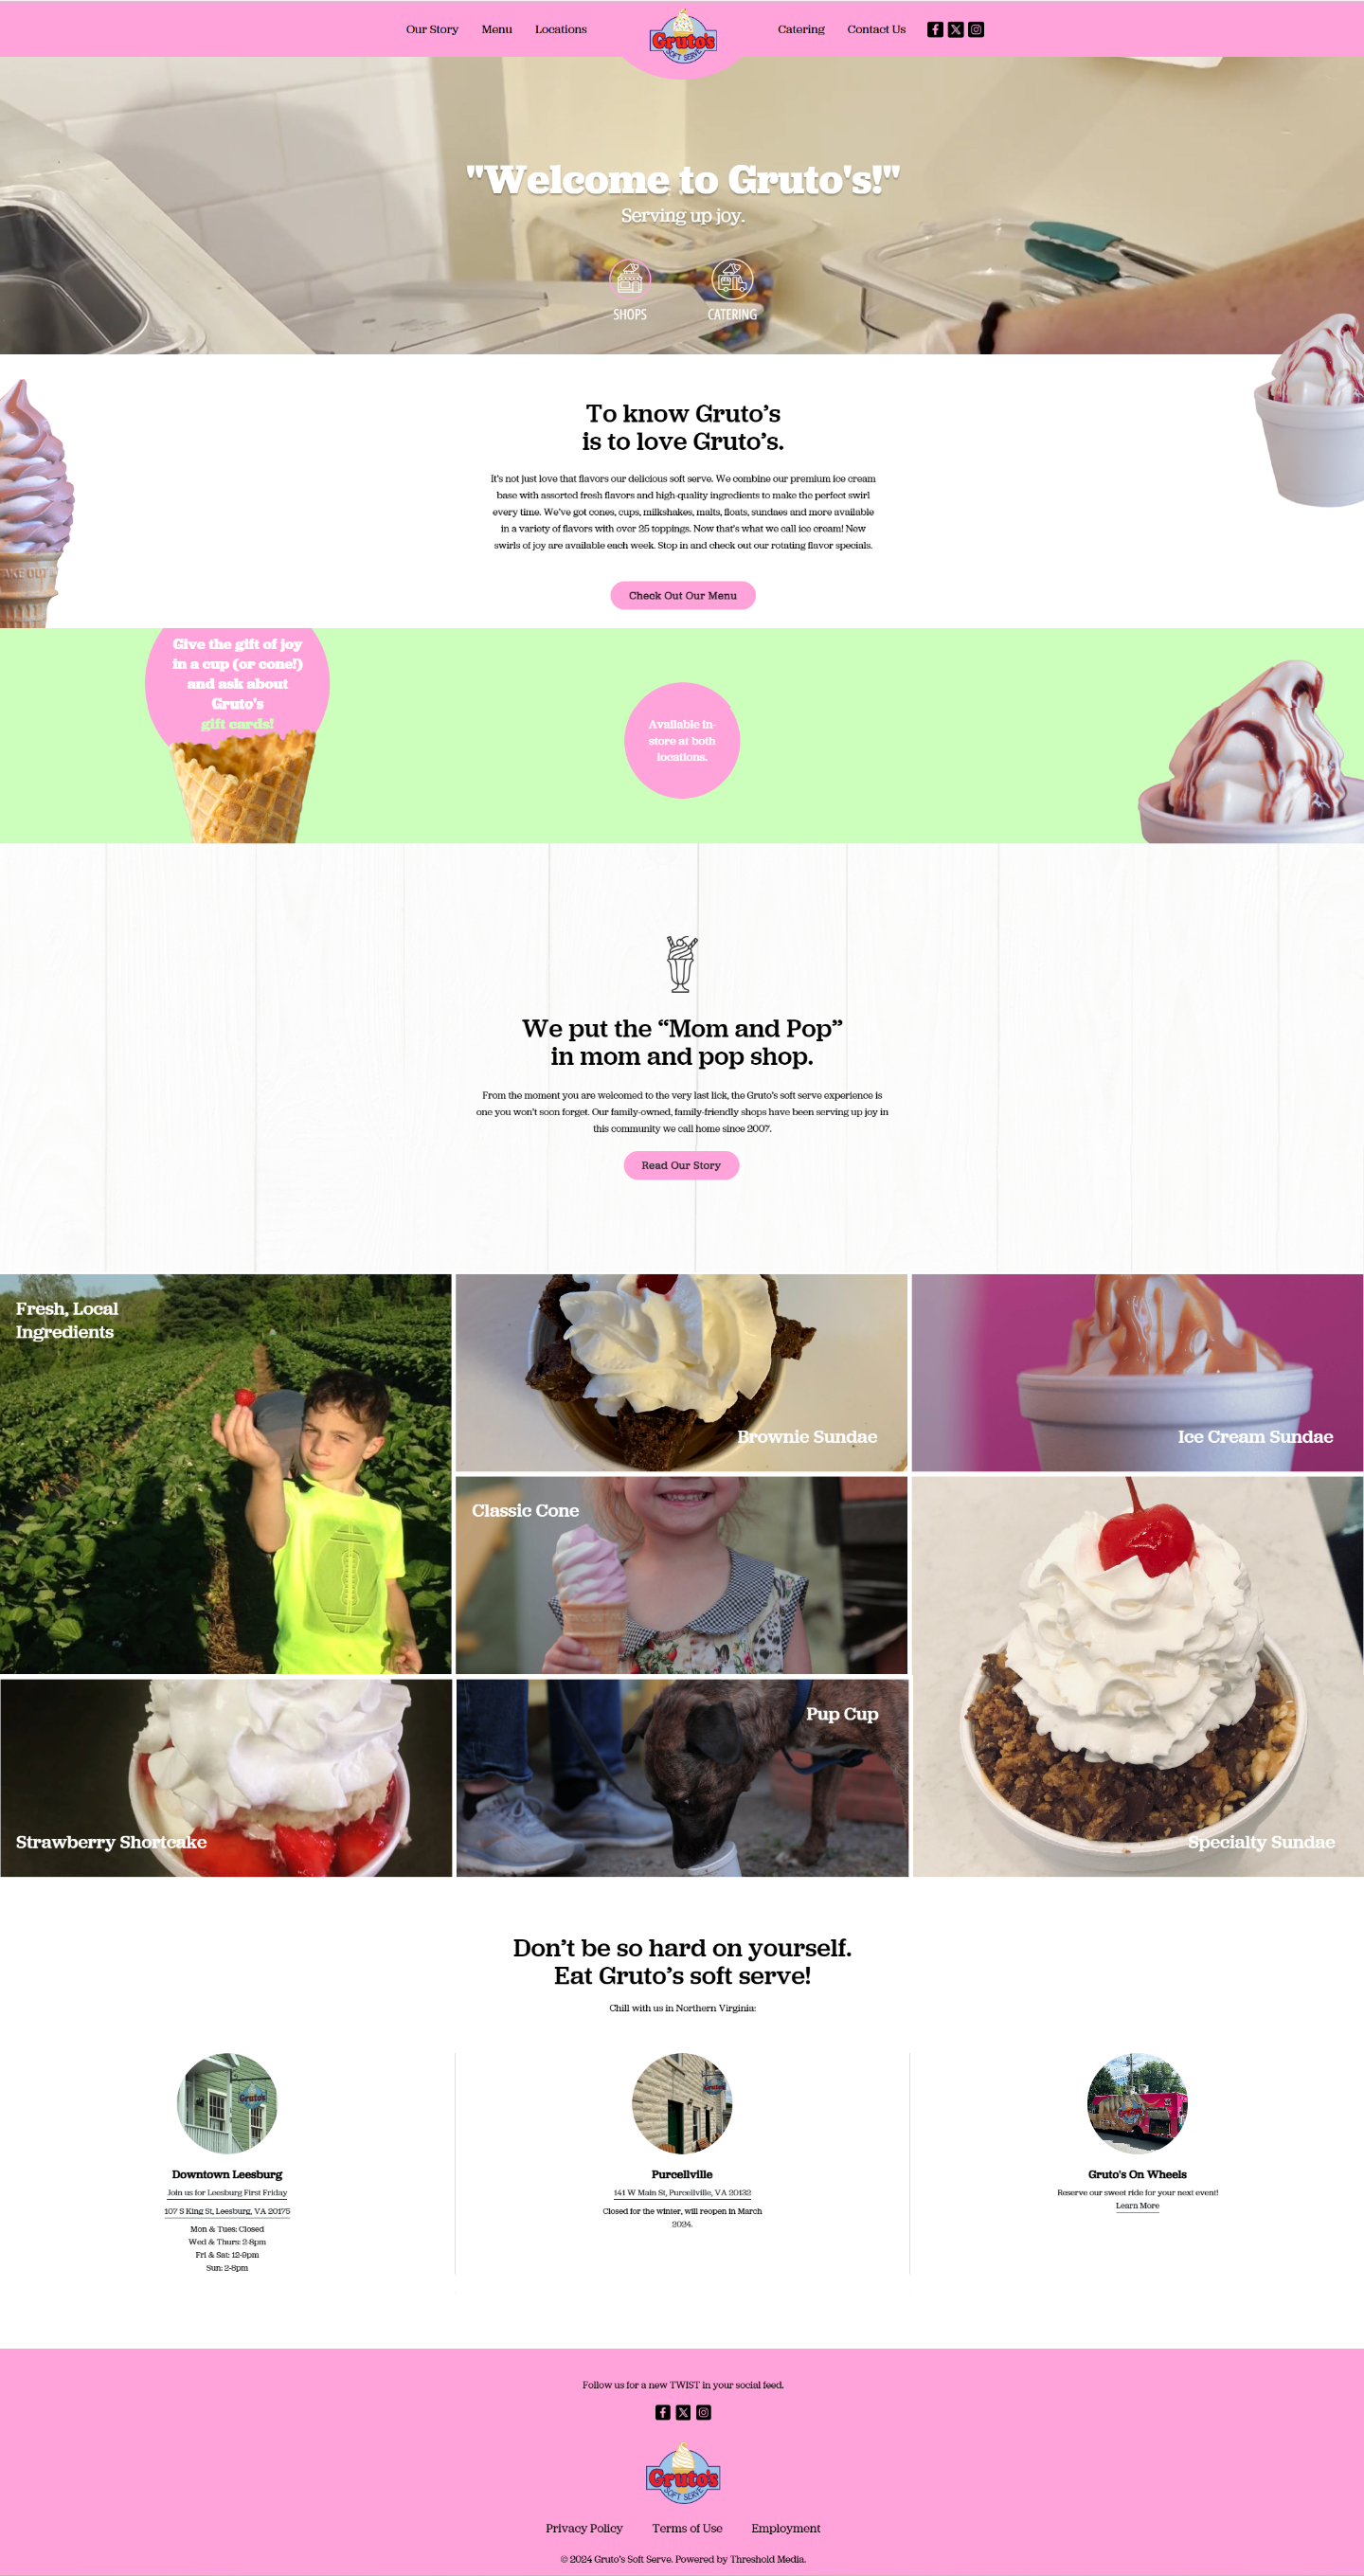 Our Story
Menu
Locations
Gruto's
SOFT SERVE
Catering
Contact Us
"Welcome to Gruto's!"
Serving up joy.
SHOPS
CATERING
To know Gruto’s
is to love Gruto’s.
It’s not just love that flavors our delicious soft serve. We combine our premium ice cream
base with assorted fresh flavors and high-quality ingredients to make the perfect swirl
every time. We’ve got cones, cups, milkshakes, malts, floats, sundaes and more available
in a variety of flavors with over 25 toppings. Now that’s what we call ice cream! New
swirls of joy are available each week. Stop in and check out our rotating flavor specials.
AKE OUT
Check Out Our Menu
Give the gift of joy
in a cup (or cone!)
and ask about
Gruto's
gift cards!
Available in-
store at both
locations.
We put the “Mom and Pop”
in mom and pop shop.
From the moment you are welcomed to the very last lick, the Gruto’s soft serve experience is
one you won’t soon forget. Our family-owned, family-friendly shops have been serving up joy in
this community we call home since 2007.
Read Our Story
Fresh, Local
Ingredients
Brownie Sundae
Ice Cream Sundae
Classic Cone
Pup Cup
Strawberry Shortcake
Specialty Sundae
Don’t be so hard on yourself.
Eat Gruto’s soft serve!
Chill with us in Northern Virginia:
Gruto's
Gruto's
Gruto's
Downtown Leesburg
Join us for Leesburg First Friday
107 S King St, Leesburg, VA 20175
Mon & Tues: Closed
Wed & Thurs: 2-8pm
Fri & Sat: 12-9pm
Sun: 2-8pm
Purcellville
141 W Main St, Purcellville, VA 20132
Closed for the winter, will reopen in March
2024.
Gruto's On Wheels
Reserve our sweet ride for your next event!
Learn More
Follow us for a new TWIST in your social feed.
Gruto's
SOFT SERVE
Privacy Policy
Terms of Use
Employment
© 2024 Gruto’s Soft Serve. Powered by Threshold Media.